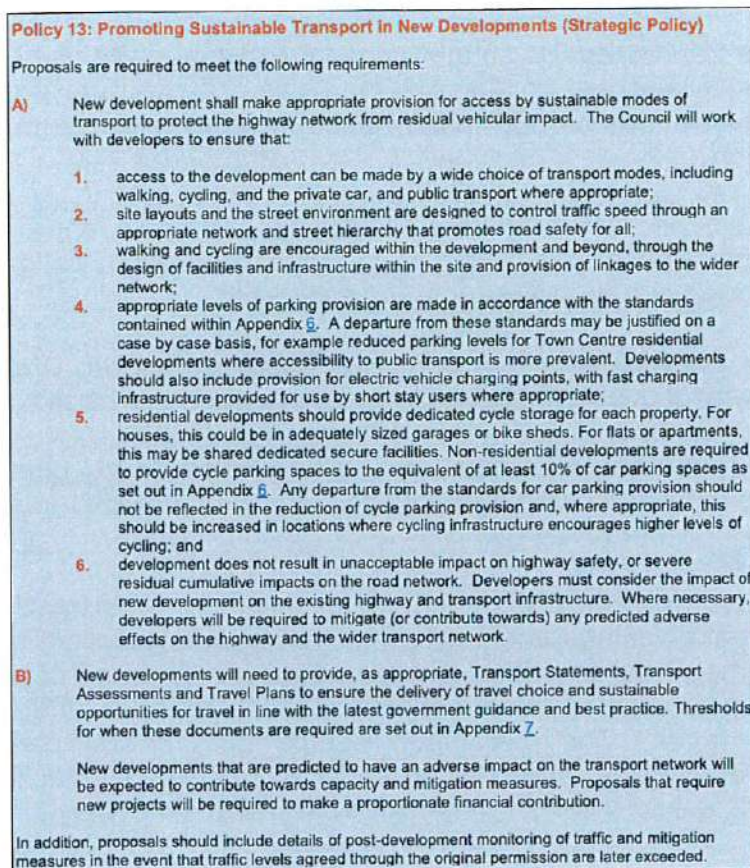 Policy 13: Promoting Sustainable Transport in New Developments (Strategic Policy)
Proposals are required to meet the following requirements:
A) New development shall make appropriate provision for access by sustainable modes of
transport to protect the highway network from residual vehicular impact. The Council will work
with developers to ensure that:
1. access to the development can be made by a wide choice of transport modes, including
walking, cycling, and the private car, and public transport where appropriate;
2. site layouts and the street environment are designed to control traffic speed through an
appropriate network and street hierarchy that promotes road safety for all;
3. walking and cycling are encouraged within the development and beyond, through the
design of facilities and infrastructure within the site and provision of linkages to the wider
network;
4. appropriate levels of parking provision are made in accordance with the standards
contained within Appendix 6. A departure from these standards may be justified on a
case by case basis, for example reduced parking levels for Town Centre residential
developments where accessibility to public transport is more prevalent. Developments
should also include provision for electric vehicle charging points, with fast charging
infrastructure provided for use by short stay users where appropriate;
5. residential developments should provide dedicated cycle storage for each property. For
houses, this could be in adequately sized garages or bike sheds. For flats or apartments,
this may be shared dedicated secure facilities. Non-residential developments are required
to provide cycle parking spaces to the equivalent of at least 10% of car parking spaces as
set out in Appendix 6. Any departure from the standards for car parking provision should
not be reflected in the reduction of cycle parking provision and, where appropriate, this
should be increased in locations where cycling infrastructure encourages higher levels of
cycling; and
6. development does not result in unacceptable impact on highway safety, or severe
residual cumulative impacts on the road network. Developers must consider the impact of
new development on the existing highway and transport infrastructure. Where necessary,
developers will be required to mitigate (or contribute towards) any predicted adverse
effects on the highway and the wider transport network.
B) New developments will need to provide, as appropriate, Transport Statements, Transport
Assessments and Travel Plans to ensure the delivery of travel choice and sustainable
opportunities for travel in line with the latest government guidance and best practice. Thresholds
for when these documents are required are set out in Appendix 7.
New developments that are predicted to have an adverse impact on the transport network will
be expected to contribute towards capacity and mitigation measures. Proposals that require
new projects will be required to make a proportionate financial contribution.
In addition, proposals should include details of post-development monitoring of traffic and mitigation
measures in the event that traffic levels agreed through the original permission are later exceeded.